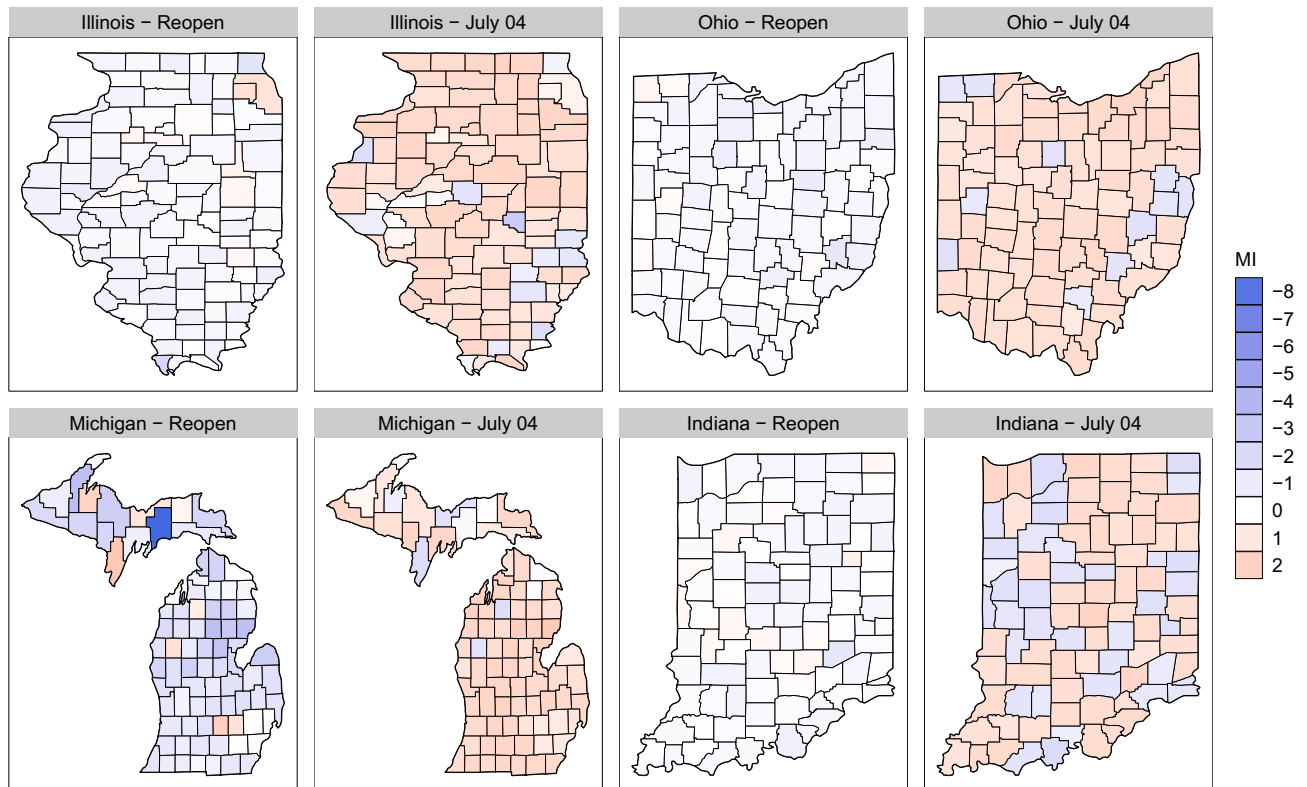 Illinois − Reopen
Illinois − July 04
Ohio − Reopen
Ohio − July 04
Michigan − Reopen
Michigan − July 04
Indiana − Reopen
Indiana − July 04
MI
−8
−7
−6
−5
−4
−3
−2
−1
0
1
2